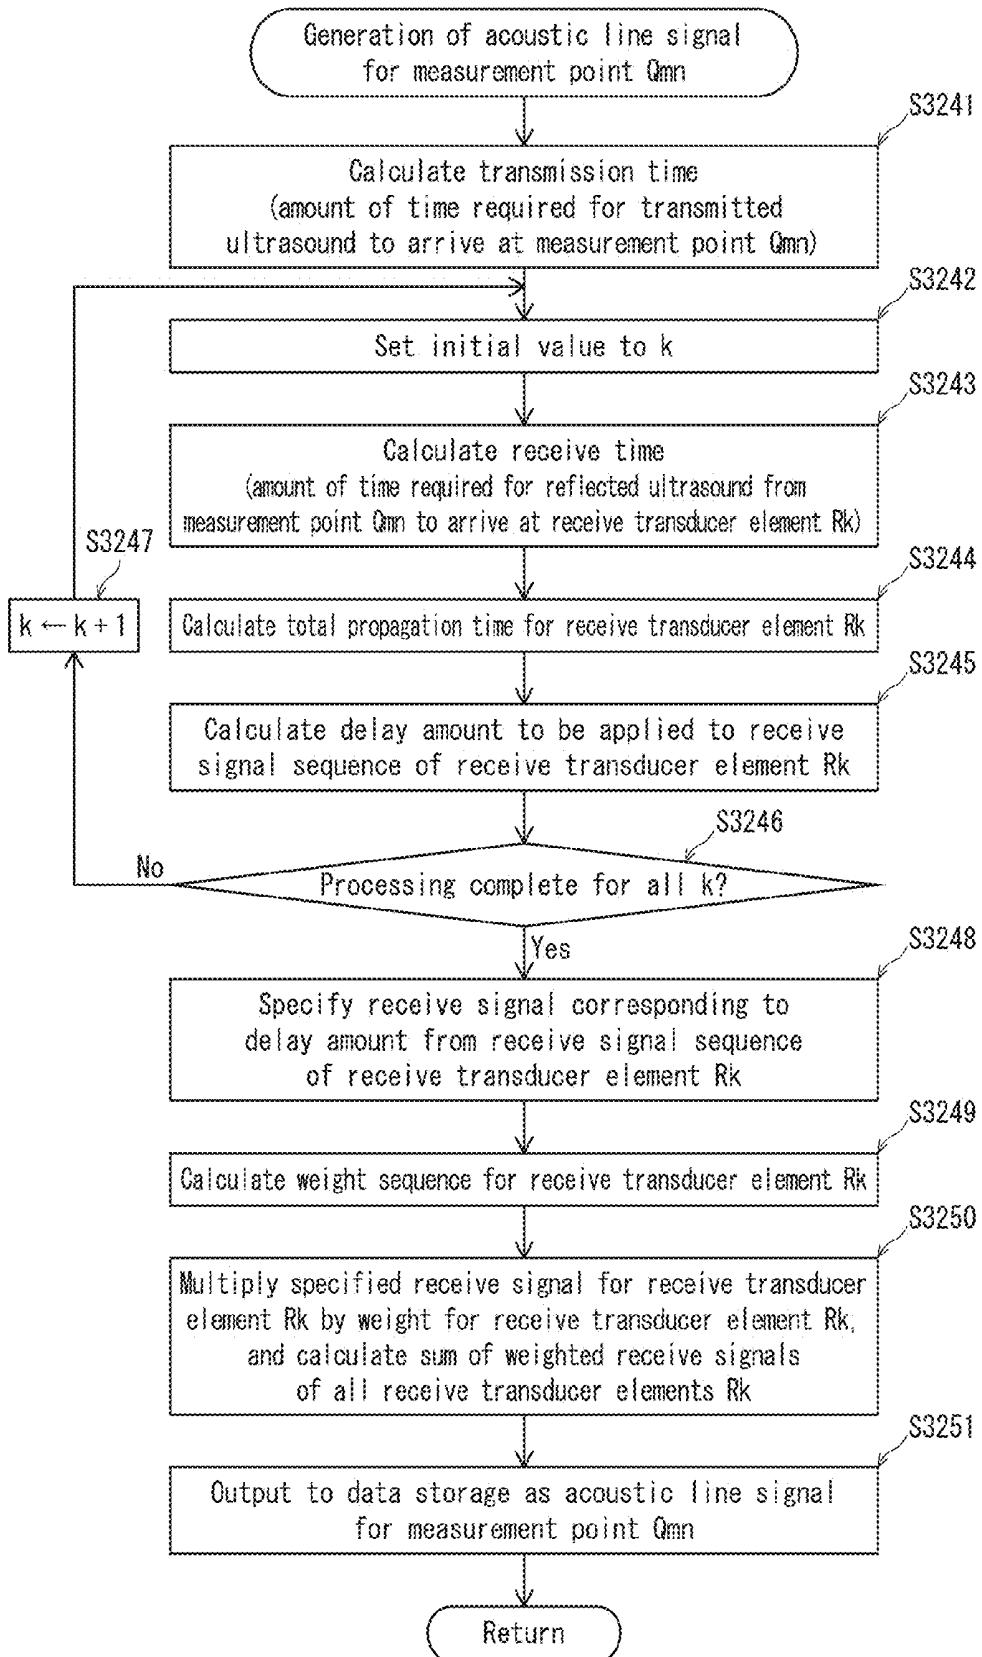 Generation of acoustic line signal
for measurement point Qmn
S3241
Calculate transmission time
(amount of time required for transmitted
ultrasound to arrive at measurement point Qmn)
S3242
Set initial value to k
S3243
Calculate receive time
(amount of time required for reflected ultrasound from
measurement point Qmn to arrive at receive transducer element Rk)
S3247
k ← k + 1
S3244
Calculate total propagation time for receive transducer element Rk
S3245
Calculate delay amount to be applied to receive
signal sequence of receive transducer element Rk
S3246
No
Processing complete for all k?
Yes
S3248
Specify receive signal corresponding to
delay amount from receive signal sequence
of receive transducer element Rk
S3249
Calculate weight sequence for receive transducer element Rk
S3250
Multiply specified receive signal for receive transducer
element Rk by weight for receive transducer element Rk,
and calculate sum of weighted receive signals
of all receive transducer elements Rk
S3251
Output to data storage as acoustic line signal
for measurement point Qmn
Return